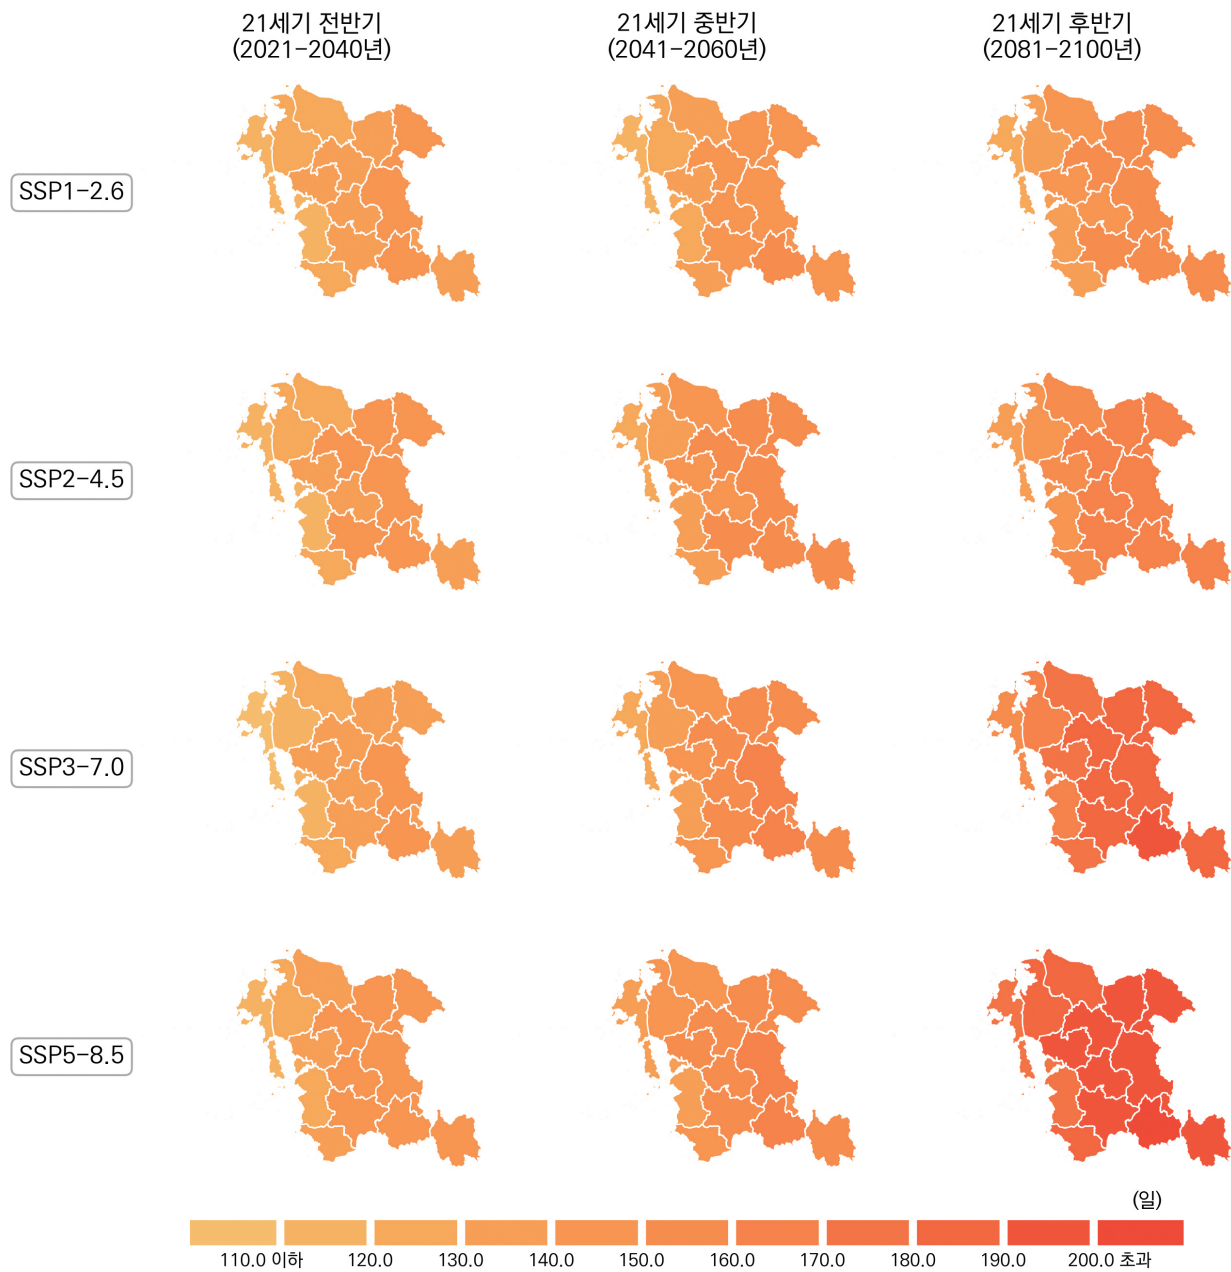 21세기 전반기
(2021-2040년)
21세기 중반기
(2041-2060년)
21세기 후반기
(2081-2100년)
SSP1-2.6
SSP2-4.5
SSP3-7.0
SSP5-8.5
(일)
110.0 이하 120.0 130.0 140.0 150.0 160.0 170.0 180.0 190.0 200.0 초과